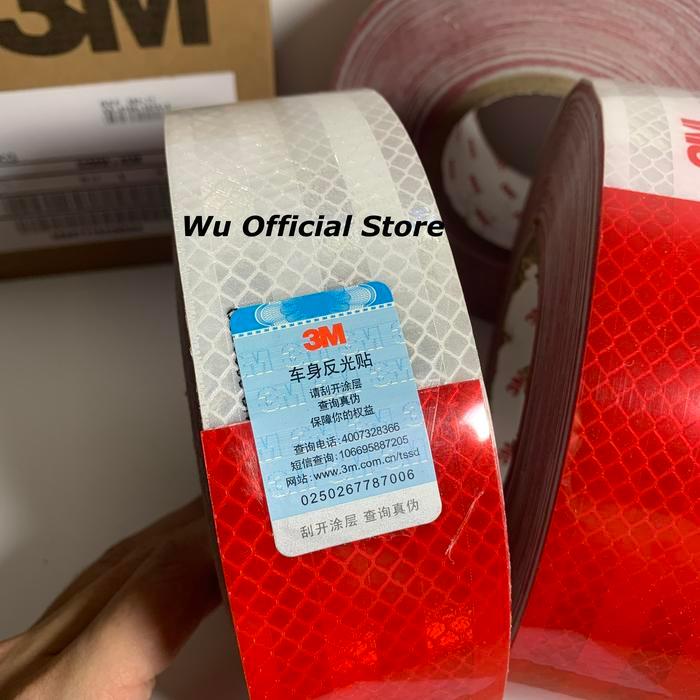 3M
Wu Official Store
3M
车身反光贴
请刮开涂层
查询真伪
保障你的权益
查询电话:4007328366
短信查询:106695887205
网站:www.3m.com.cn/tssd
0250267787006
刮开涂层 查询真伪